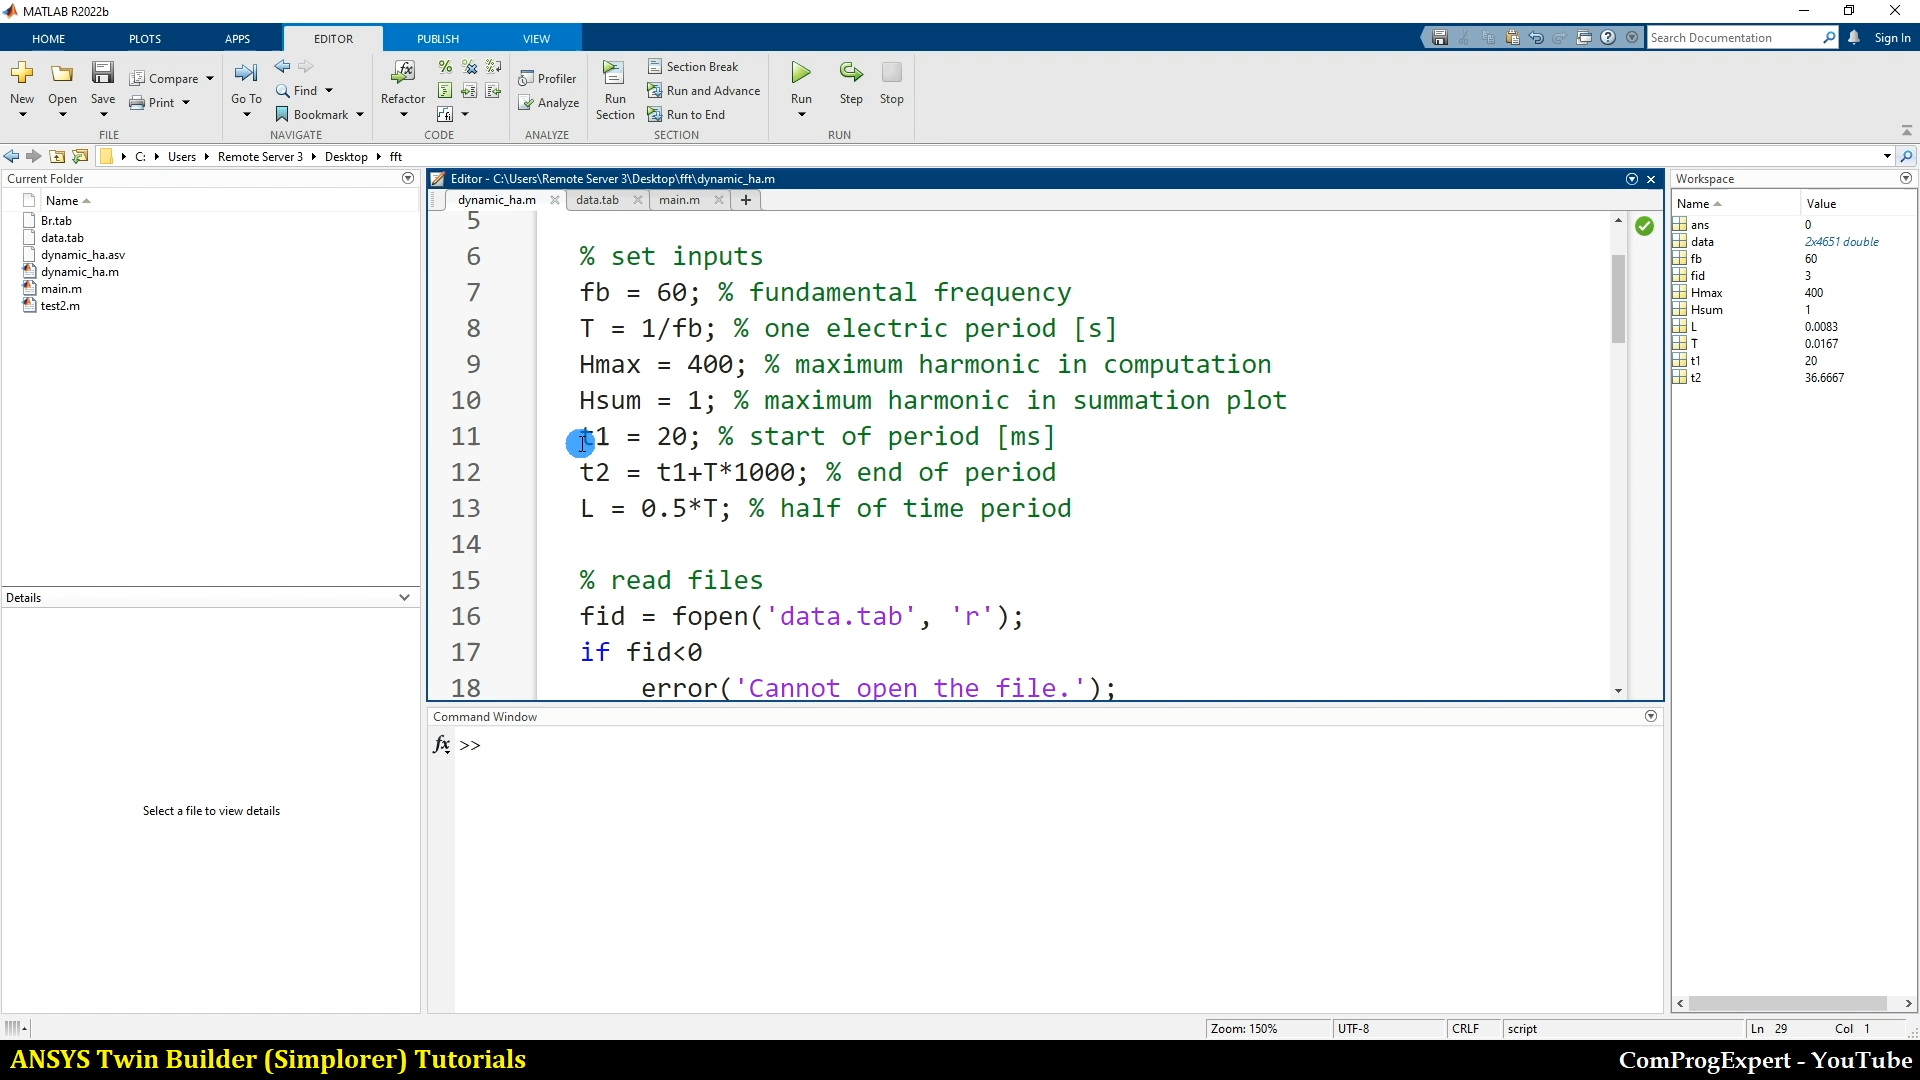 MATLAB R2022b
HOME
PLOTS
APPS
EDITOR
PUBLISH
VIEW
Search Documentation
Sign In
New
Open
Save
Compare
Print
FILE
Go To
Find
Bookmark
NAVIGATE
Refactor
CODE
Profiler
Analyze
ANALYZE
Run
Section
Section Break
Run and Advance
Run to End
SECTION
Run
Step
Stop
RUN
C: Users Remote Server 3 Desktop fft
Current Folder
Name
Br.tab
data.tab
dynamic_ha.asv
dynamic_ha.m
main.m
test2.m
Details
Select a file to view details
Editor - C:\Users\Remote Server 3\Desktop\fft\dynamic_ha.m
dynamic_ha.m
data.tab
main.m
5
6 % set inputs
7 fb = 60; % fundamental frequency
8 T = 1/fb; % one electric period [s]
9 Hmax = 400; % maximum harmonic in computation
10 Hsum = 1; % maximum harmonic in summation plot
11 t1 = 20; % start of period [ms]
12 t2 = t1+T*1000; % end of period
13 L = 0.5*T; % half of time period
14
15 % read files
16 fid = fopen('data.tab', 'r');
17 if fid<0
18 error('Cannot open the file.');
Command Window
fx >>
Workspace
Name Value
ans 0
data 2x4651 double
fb 60
fid 3
Hmax 400
Hsum 1
L 0.0083
T 0.0167
t1 20
t2 36.6667
Zoom: 150%
UTF-8
CRLF
script
Ln 29 Col 1
ANSYS Twin Builder (Simplorer) Tutorials
ComProgExpert - YouTube